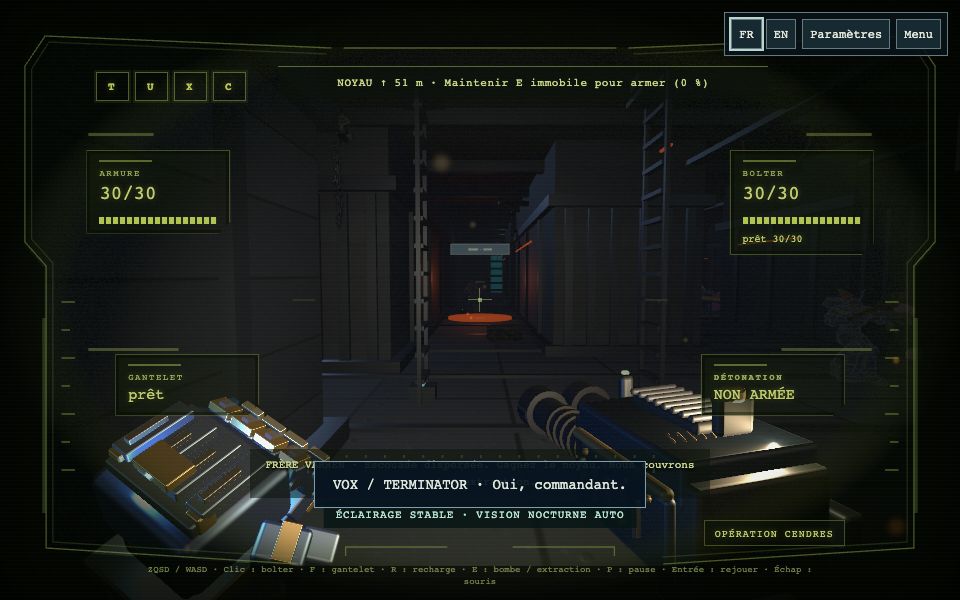 FR EN Paramètres Menu
T U X C
NOYAU ↑ 51 m · Maintenir E immobile pour armer (0 %)
ARMURE
30/30
BOLTER
30/30
prêt 30/30
GANTELET
prêt
DÉTONATION
NON ARMÉE
FRÈRE dispersée. Gagnez le noyau. Nous couvrons
VOX / TERMINATOR · Oui, commandant.
ÉCLAIRAGE STABLE · VISION NOCTURNE AUTO
OPÉRATION CENDRES
ZQSD / WASD · Clic : bolter · F : gantelet · R : recharge · E : bombe / extraction · P : pause · Entrée : rejouer · Échap :
souris